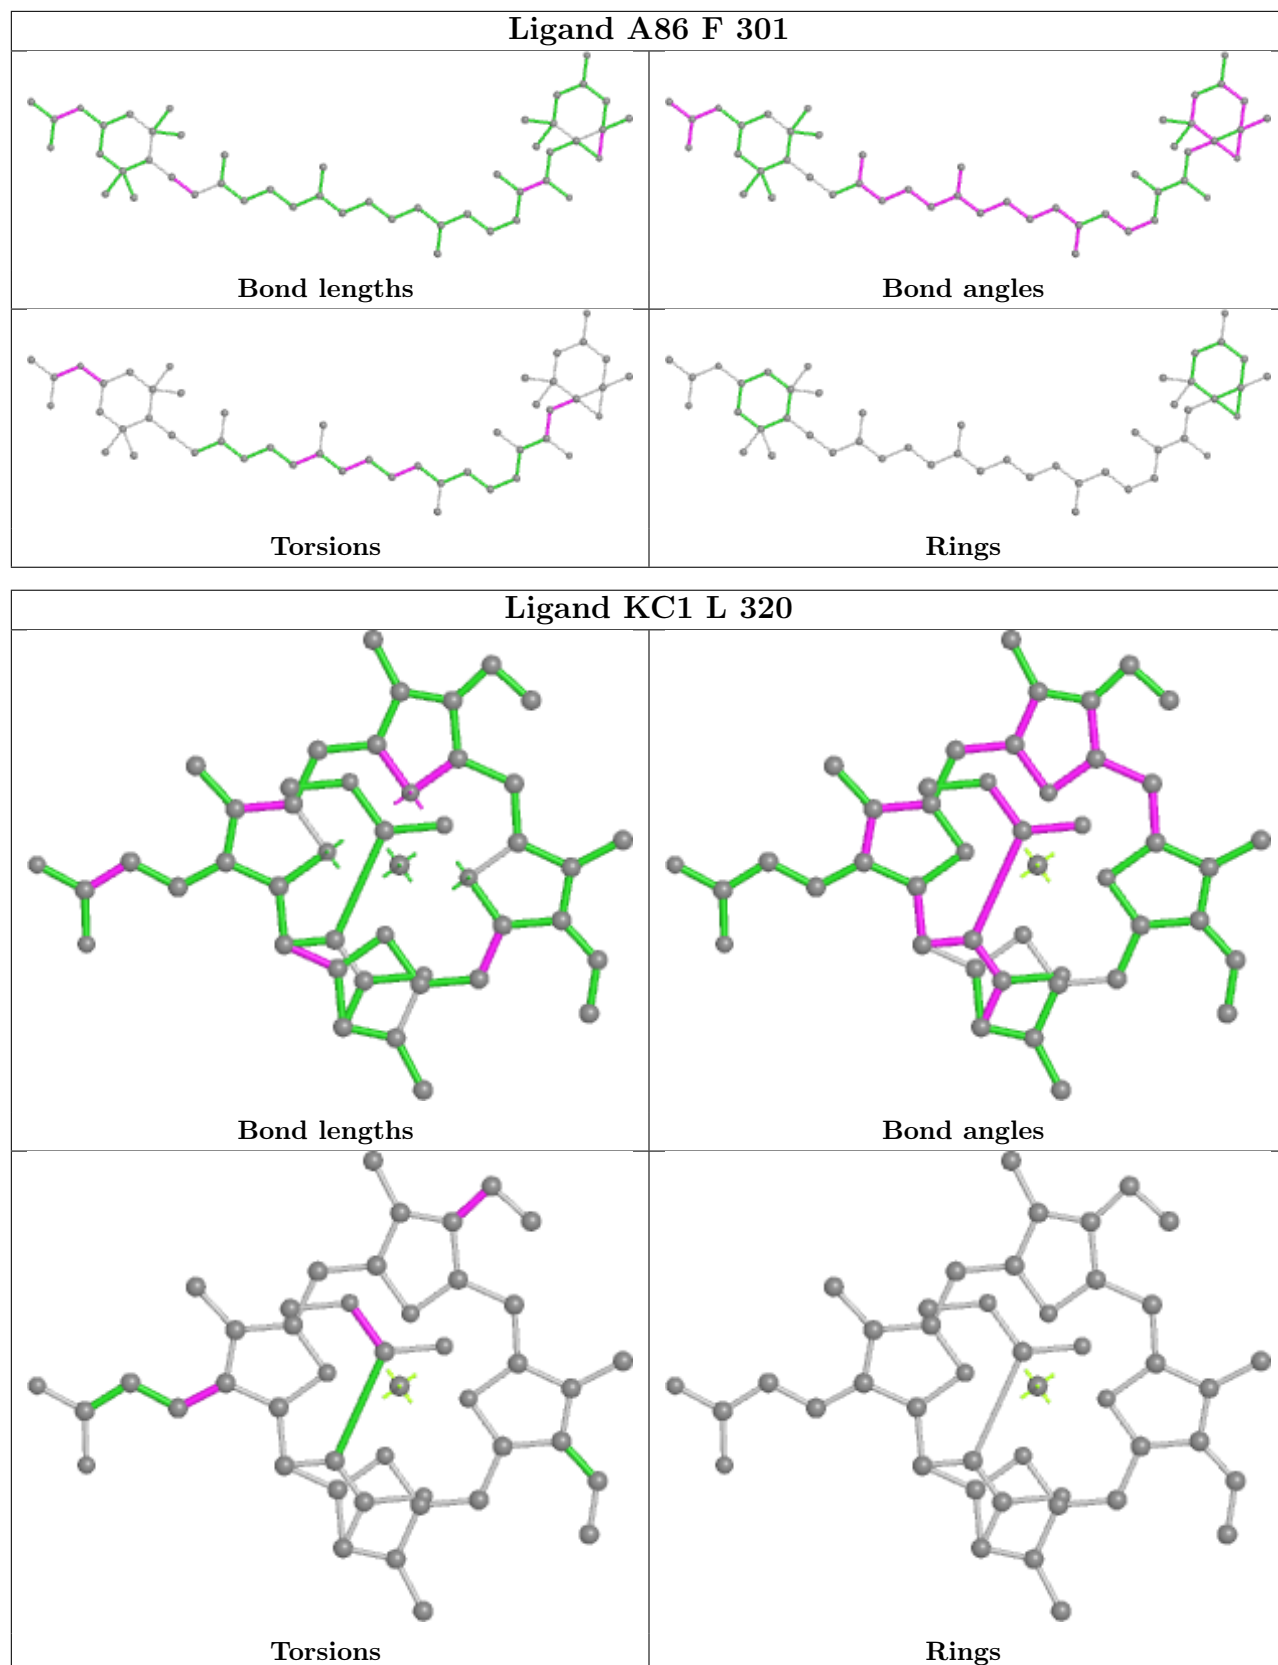 Ligand A86 F 301
Bond lengths
Bond angles
Torsions
Rings
Ligand KC1 L 320
Bond lengths
Bond angles
Torsions
Rings